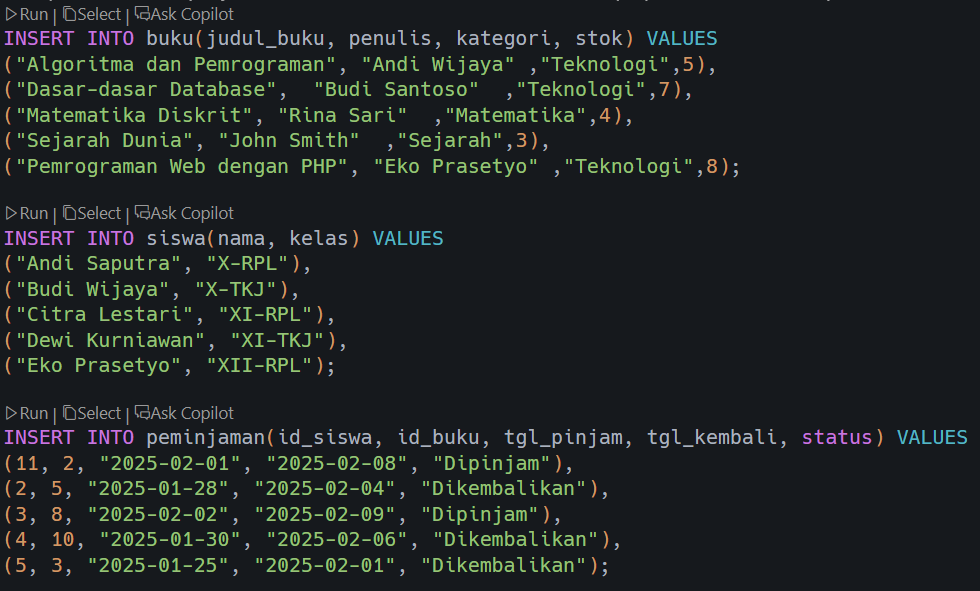 Run | Select | Ask Copilot
INSERT INTO buku(judul_buku, penulis, kategori, stok) VALUES
("Algoritma dan Pemrograman", "Andi Wijaya" ,"Teknologi",5),
("Dasar-dasar Database",  "Budi Santoso"  ,"Teknologi",7),
("Matematika Diskrit", "Rina Sari"  ,"Matematika",4),
("Sejarah Dunia", "John Smith"  ,"Sejarah",3),
("Pemrograman Web dengan PHP", "Eko Prasetyo" ,"Teknologi",8);
Run | Select | Ask Copilot
INSERT INTO siswa(nama, kelas) VALUES
("Andi Saputra", "X-RPL"),
("Budi Wijaya", "X-TKJ"),
("Citra Lestari", "XI-RPL"),
("Dewi Kurniawan", "XI-TKJ"),
("Eko Prasetyo", "XII-RPL");
Run | Select | Ask Copilot
INSERT INTO peminjaman(id_siswa, id_buku, tgl_pinjam, tgl_kembali, status) VALUES
(11, 2, "2025-02-01", "2025-02-08", "Dipinjam"),
(2, 5, "2025-01-28", "2025-02-04", "Dikembalikan"),
(3, 8, "2025-02-02", "2025-02-09", "Dipinjam"),
(4, 10, "2025-01-30", "2025-02-06", "Dikembalikan"),
(5, 3, "2025-01-25", "2025-02-01", "Dikembalikan");